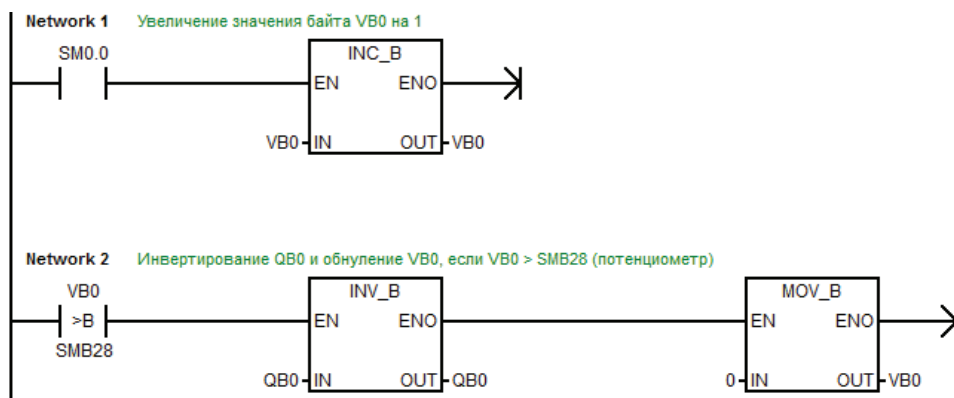 Network 1 Увеличение значения байта VB0 на 1
SM0.0
INC_B
EN ENO
VB0 IN OUT VB0
Network 2 Инвертирование QB0 и обнуление VB0, если VB0 > SMB28 (потенциометр)
VB0 INV_B MOV_B
>B EN ENO EN ENO
SMB28
QB0 IN OUT QB0 0 IN OUT VB0